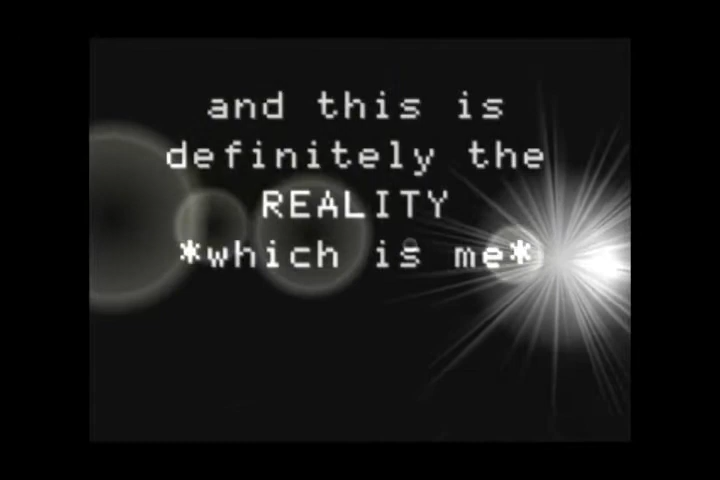 and this is
definitely the
REALITY
*which is me*